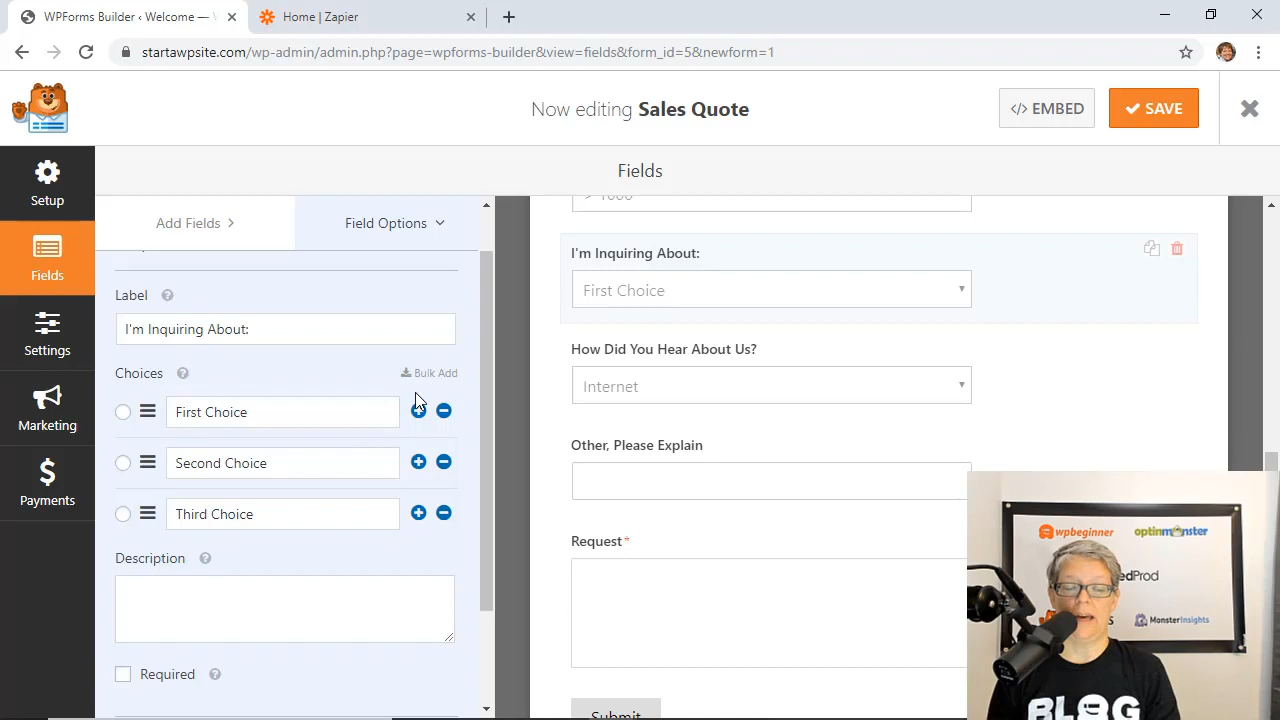 WPForms Builder ‹ Welcome —
Home | Zapier
startawpsite.com/wp-admin/admin.php?page=wpforms-builder&view=fields&form_id=5&newform=1
Now editing Sales Quote
</> EMBED
SAVE
Fields
Setup
Fields
Settings
Marketing
Payments
Add Fields
Field Options
Label
I'm Inquiring About:
Choices
Bulk Add
First Choice
Second Choice
Third Choice
Description
Required
> 1000
I'm Inquiring About:
First Choice
How Did You Hear About Us?
Internet
Other, Please Explain
Request*
Submit
wpbeginner
optinmonster
edProd
MonsterInsights
BLOG